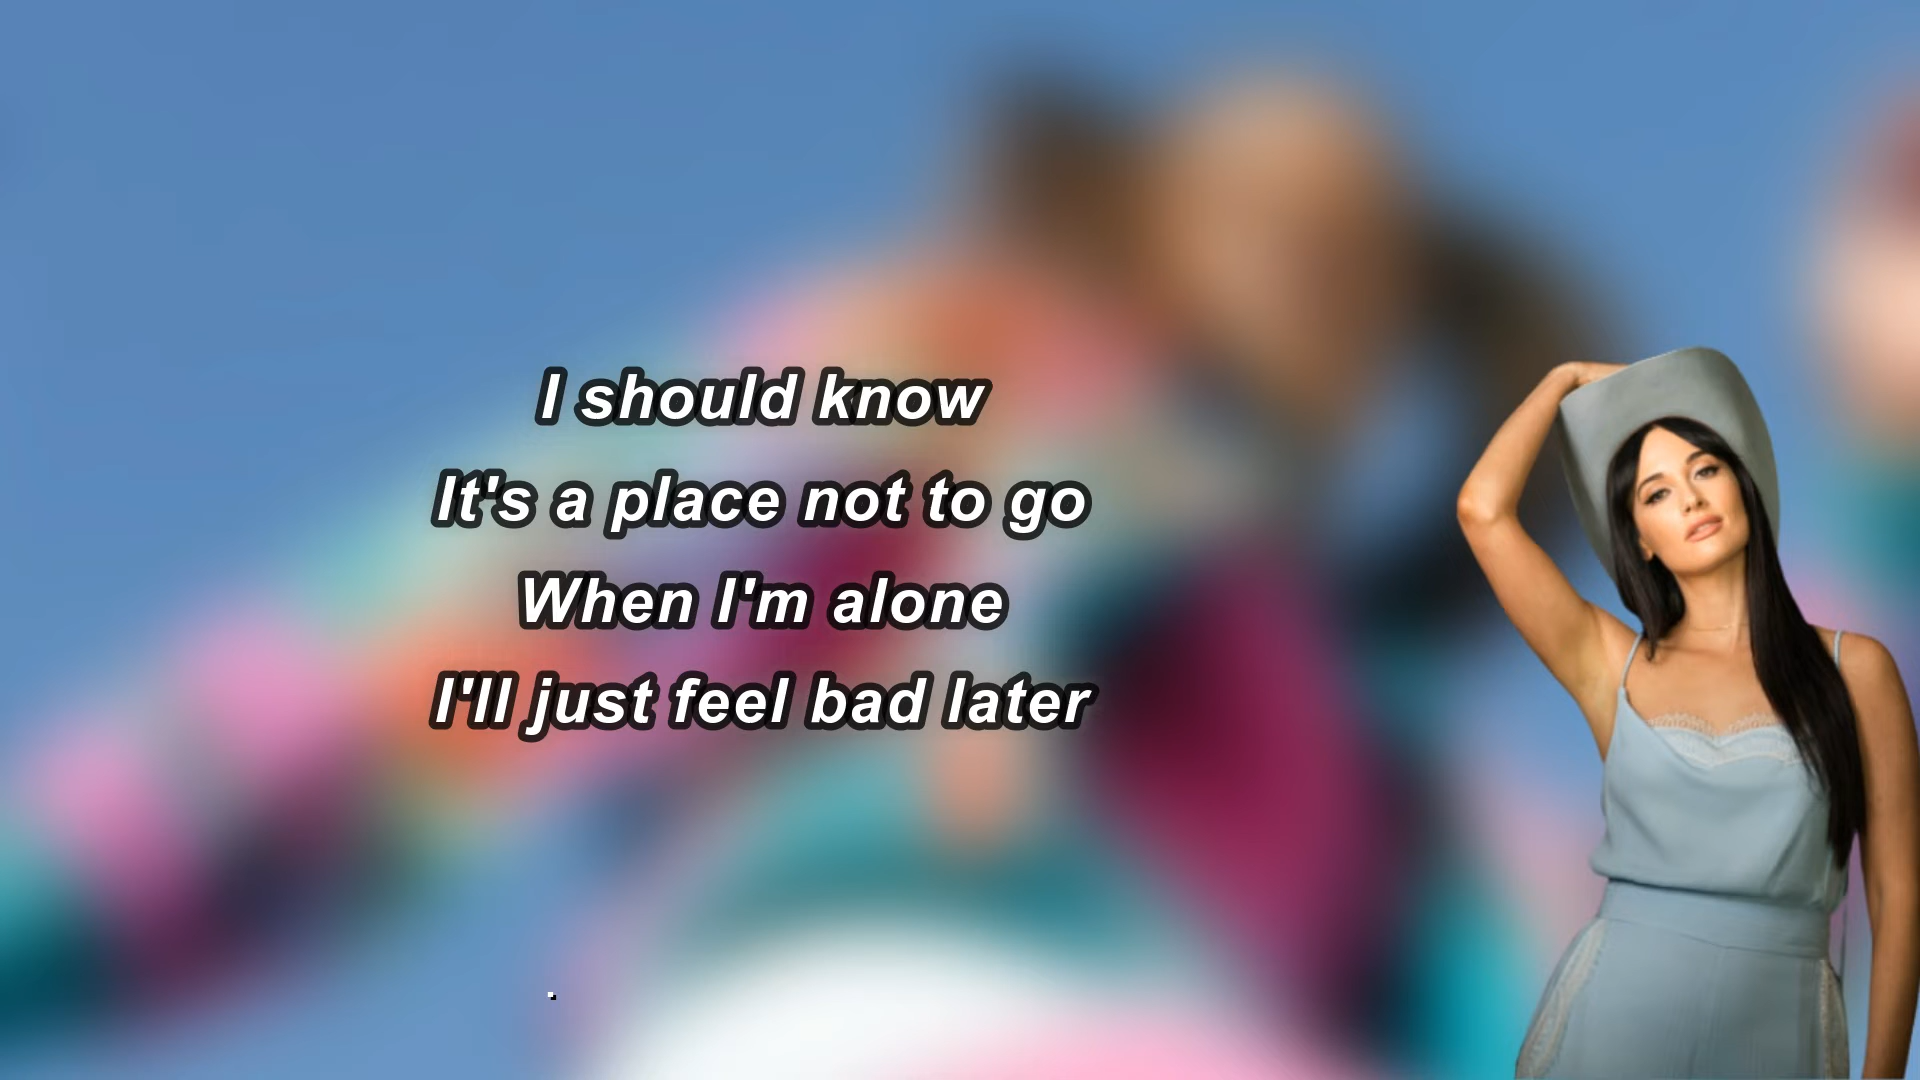 I should know
It's a place not to go
When I'm alone
I'll just feel bad later
.